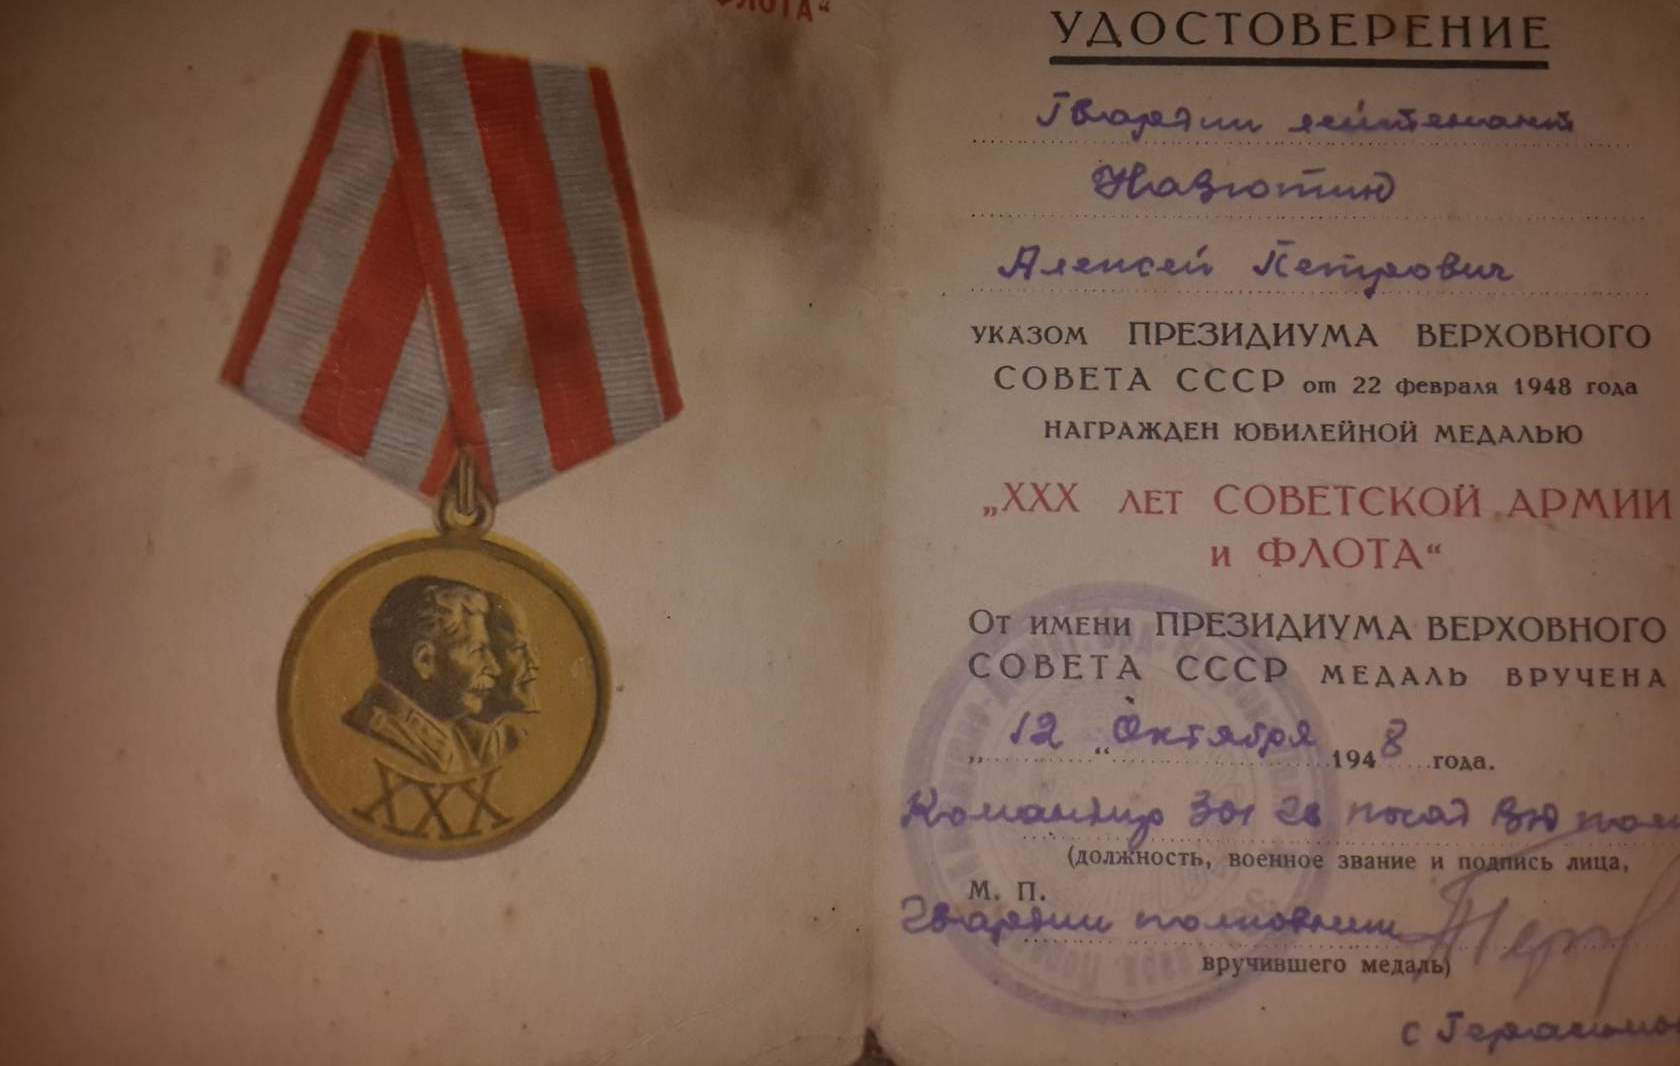 ФЛОТА“
УДОСТОВЕРЕНИЕ
Гвардии лейтенант
Алексей Петрович
УКАЗОМ ПРЕЗИДИУМА ВЕРХОВНОГО
СОВЕТА СССР от 22 февраля 1948 года
НАГРАЖДЕН ЮБИЛЕЙНОЙ МЕДАЛЬЮ
„XXX ЛЕТ СОВЕТСКОЙ АРМИИ
И ФЛОТА“
ОТ ИМЕНИ ПРЕЗИДИУМА ВЕРХОВНОГО
СОВЕТА СССР МЕДАЛЬ ВРУЧЕНА
„12“ Октября 1948 года.
Командир
(должность, военное звание и подпись лица,
М. П.
Гвардии полковник
вручившего медаль)
XXX